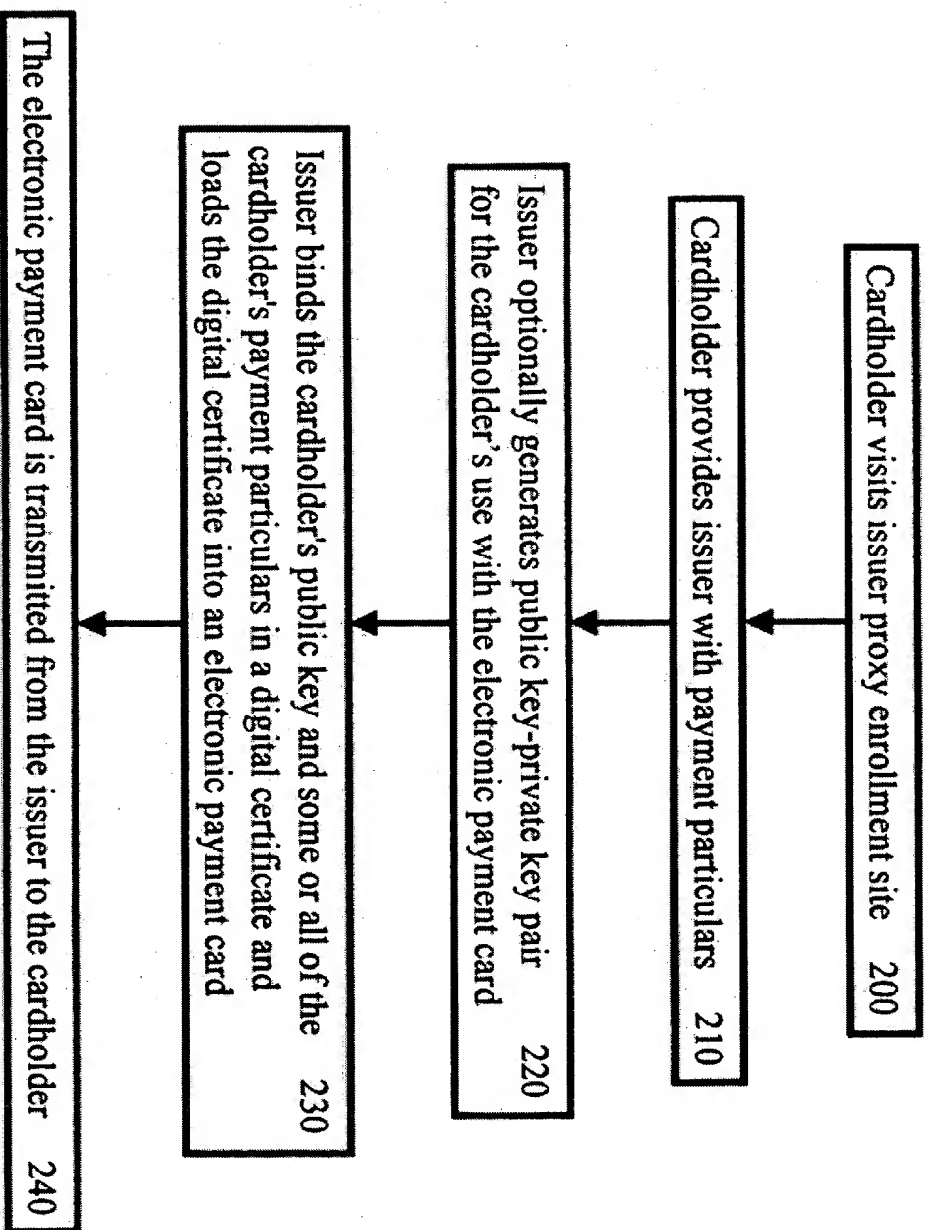 Cardholder visits issuer proxy enrollment site 200
Cardholder provides issuer with payment particulars 210
Issuer optionally generates public key-private key pair
for the cardholder's use with the electronic payment card 220
Issuer binds the cardholder's public key and some or all of the
cardholder's payment particulars in a digital certificate and 230
loads the digital certificate into an electronic payment card
The electronic payment card is transmitted from the issuer to the cardholder 240